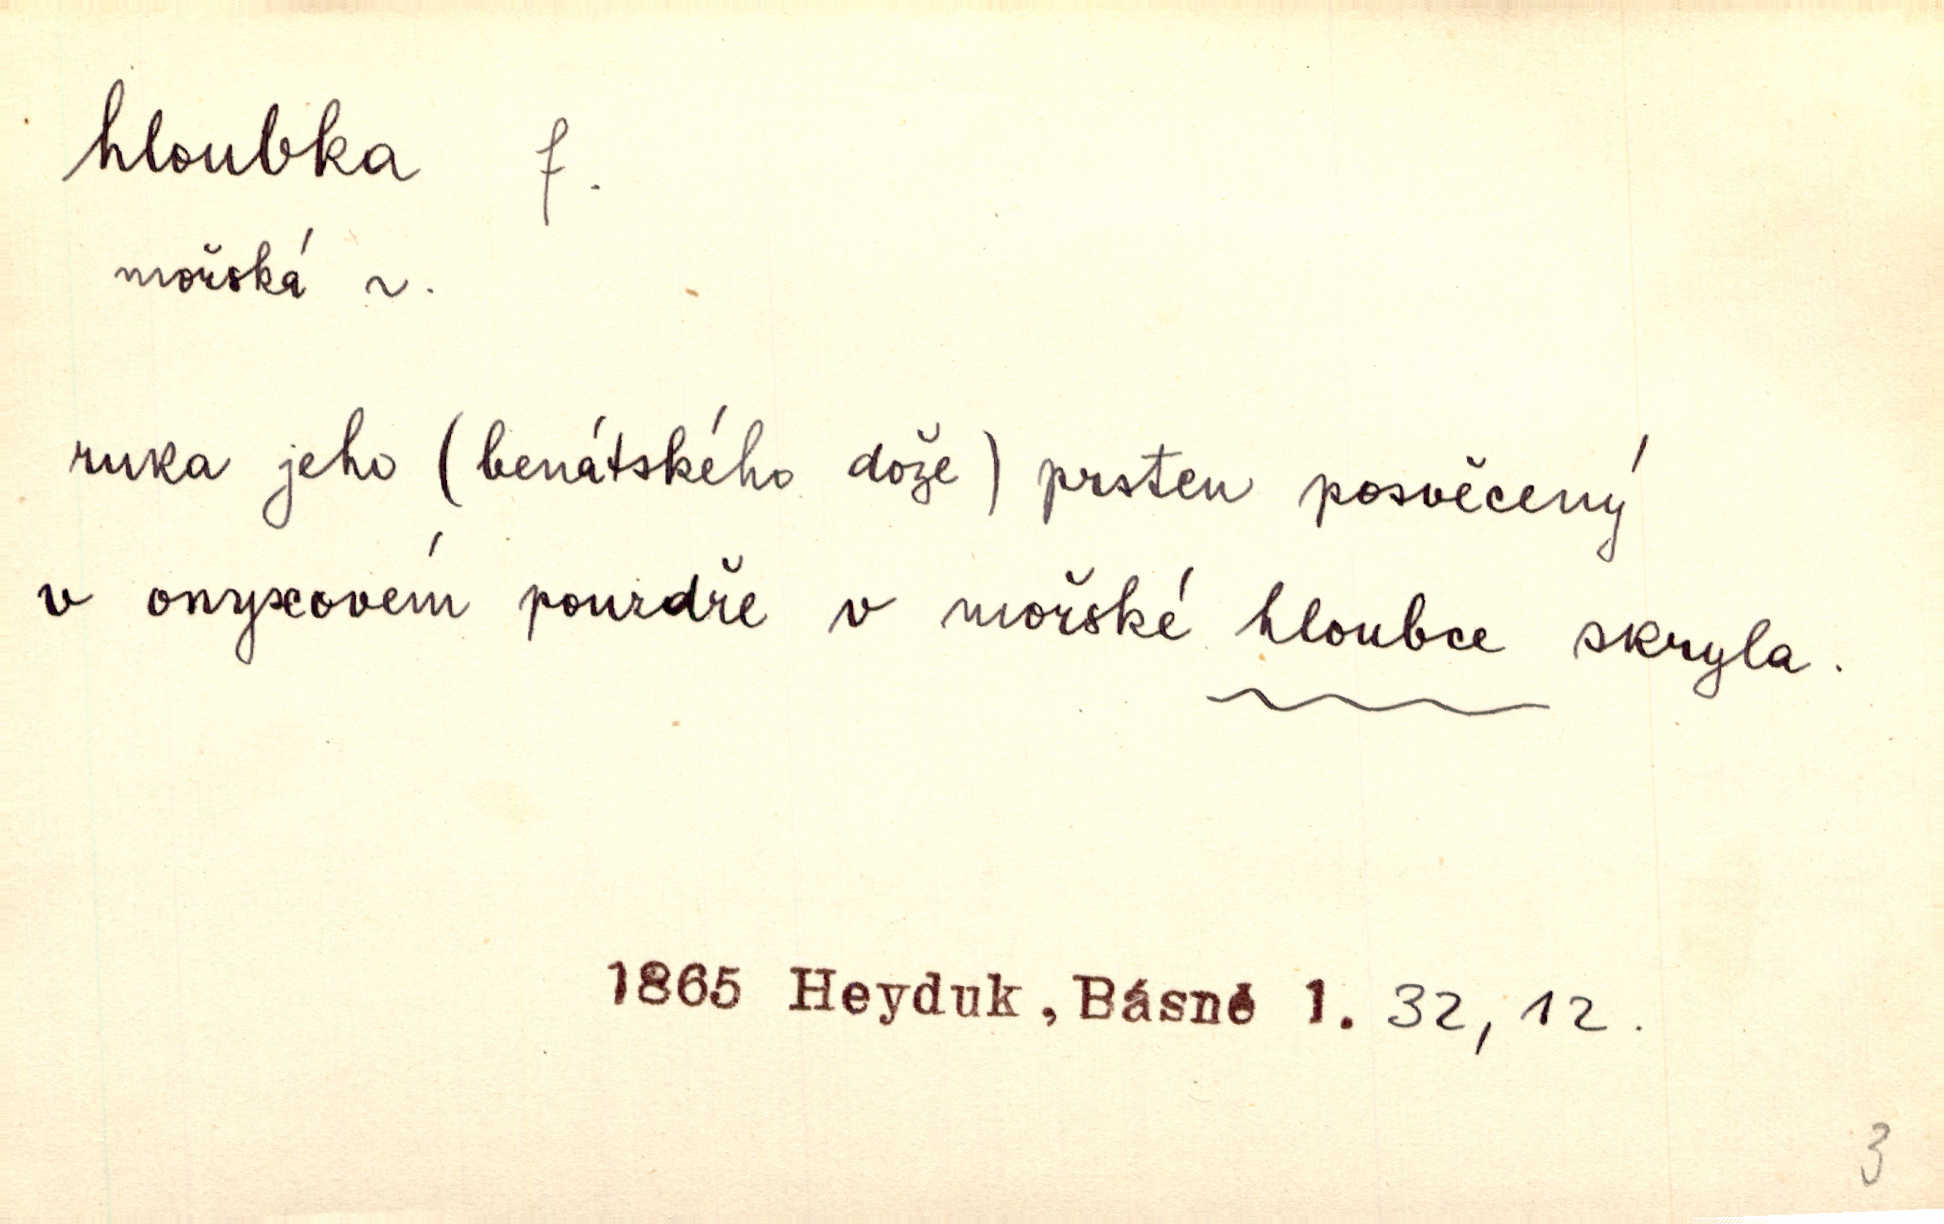 hloubka f.
mořská ~.
ruka jeho (benátského dože) prsten posvěcený
v onyxovém pouzdře v mořské hloubce skryla.
1865 Heyduk, Básně 1. 32, 12.
3